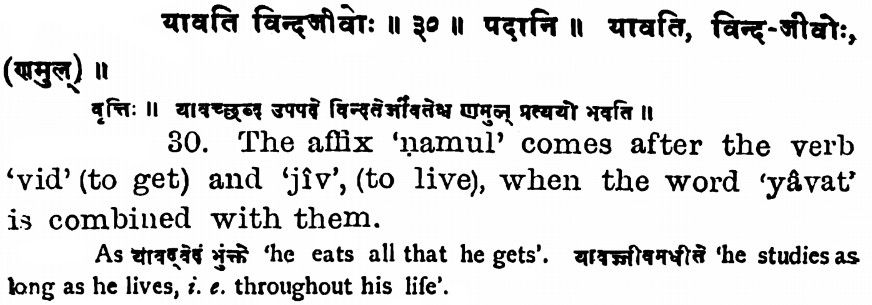 यावति विन्दजीवोः ॥ ३० ॥ पदानि ॥ यावति, विन्द-जीवोः,
(णमुल्) ॥
वृत्तिः ॥ यावच्छब्द उपपदे विन्दतेर्जीवतेश्च णमुल् प्रत्ययो भवति ॥
30. The affix ‘ṇamul’ comes after the verb
‘vid’ (to get) and ‘jîv’, (to live), when the word ‘yâvat’
is combined with them.
As यावद्वेदं भुंक्ते ‘he eats all that he gets’. यावज्जीवमधीते ‘he studies as
long as he lives, i. e. throughout his life’.